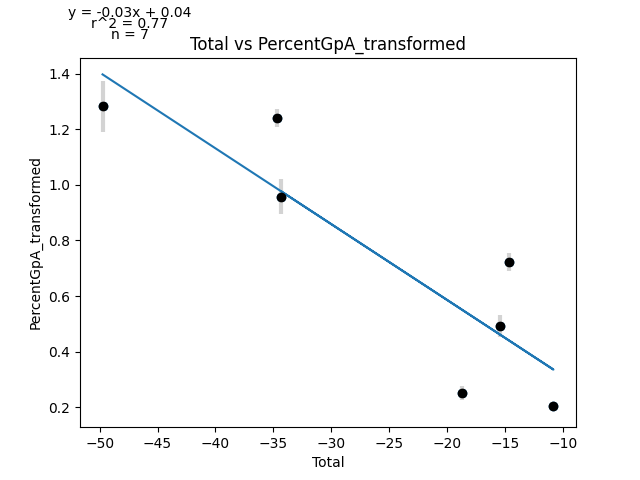 y = -0.03x + 0.04
r^2 = 0.77
n = 7
Total vs PercentGpA_transformed
PercentGpA_transformed
1.4
1.2
1.0
0.8
0.6
0.4
0.2
−50
−45
−40
−35
−30
−25
−20
−15
−10
Total